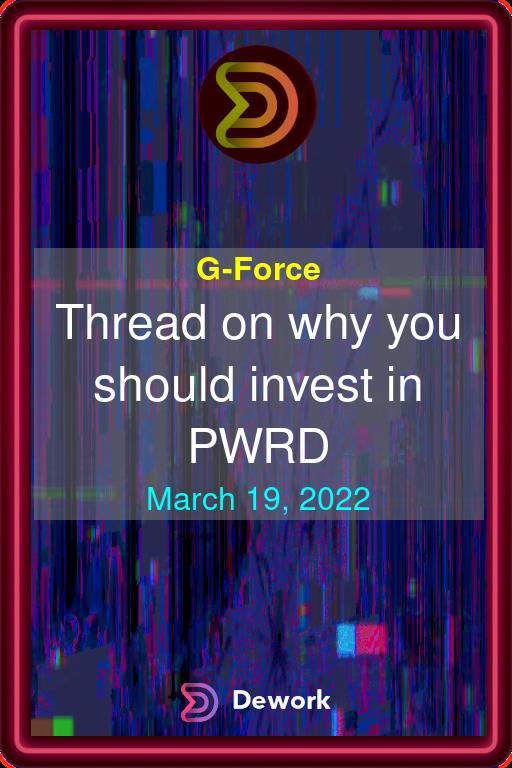 G-Force
Thread on why you
should invest in
PWRD
March 19, 2022
Dework